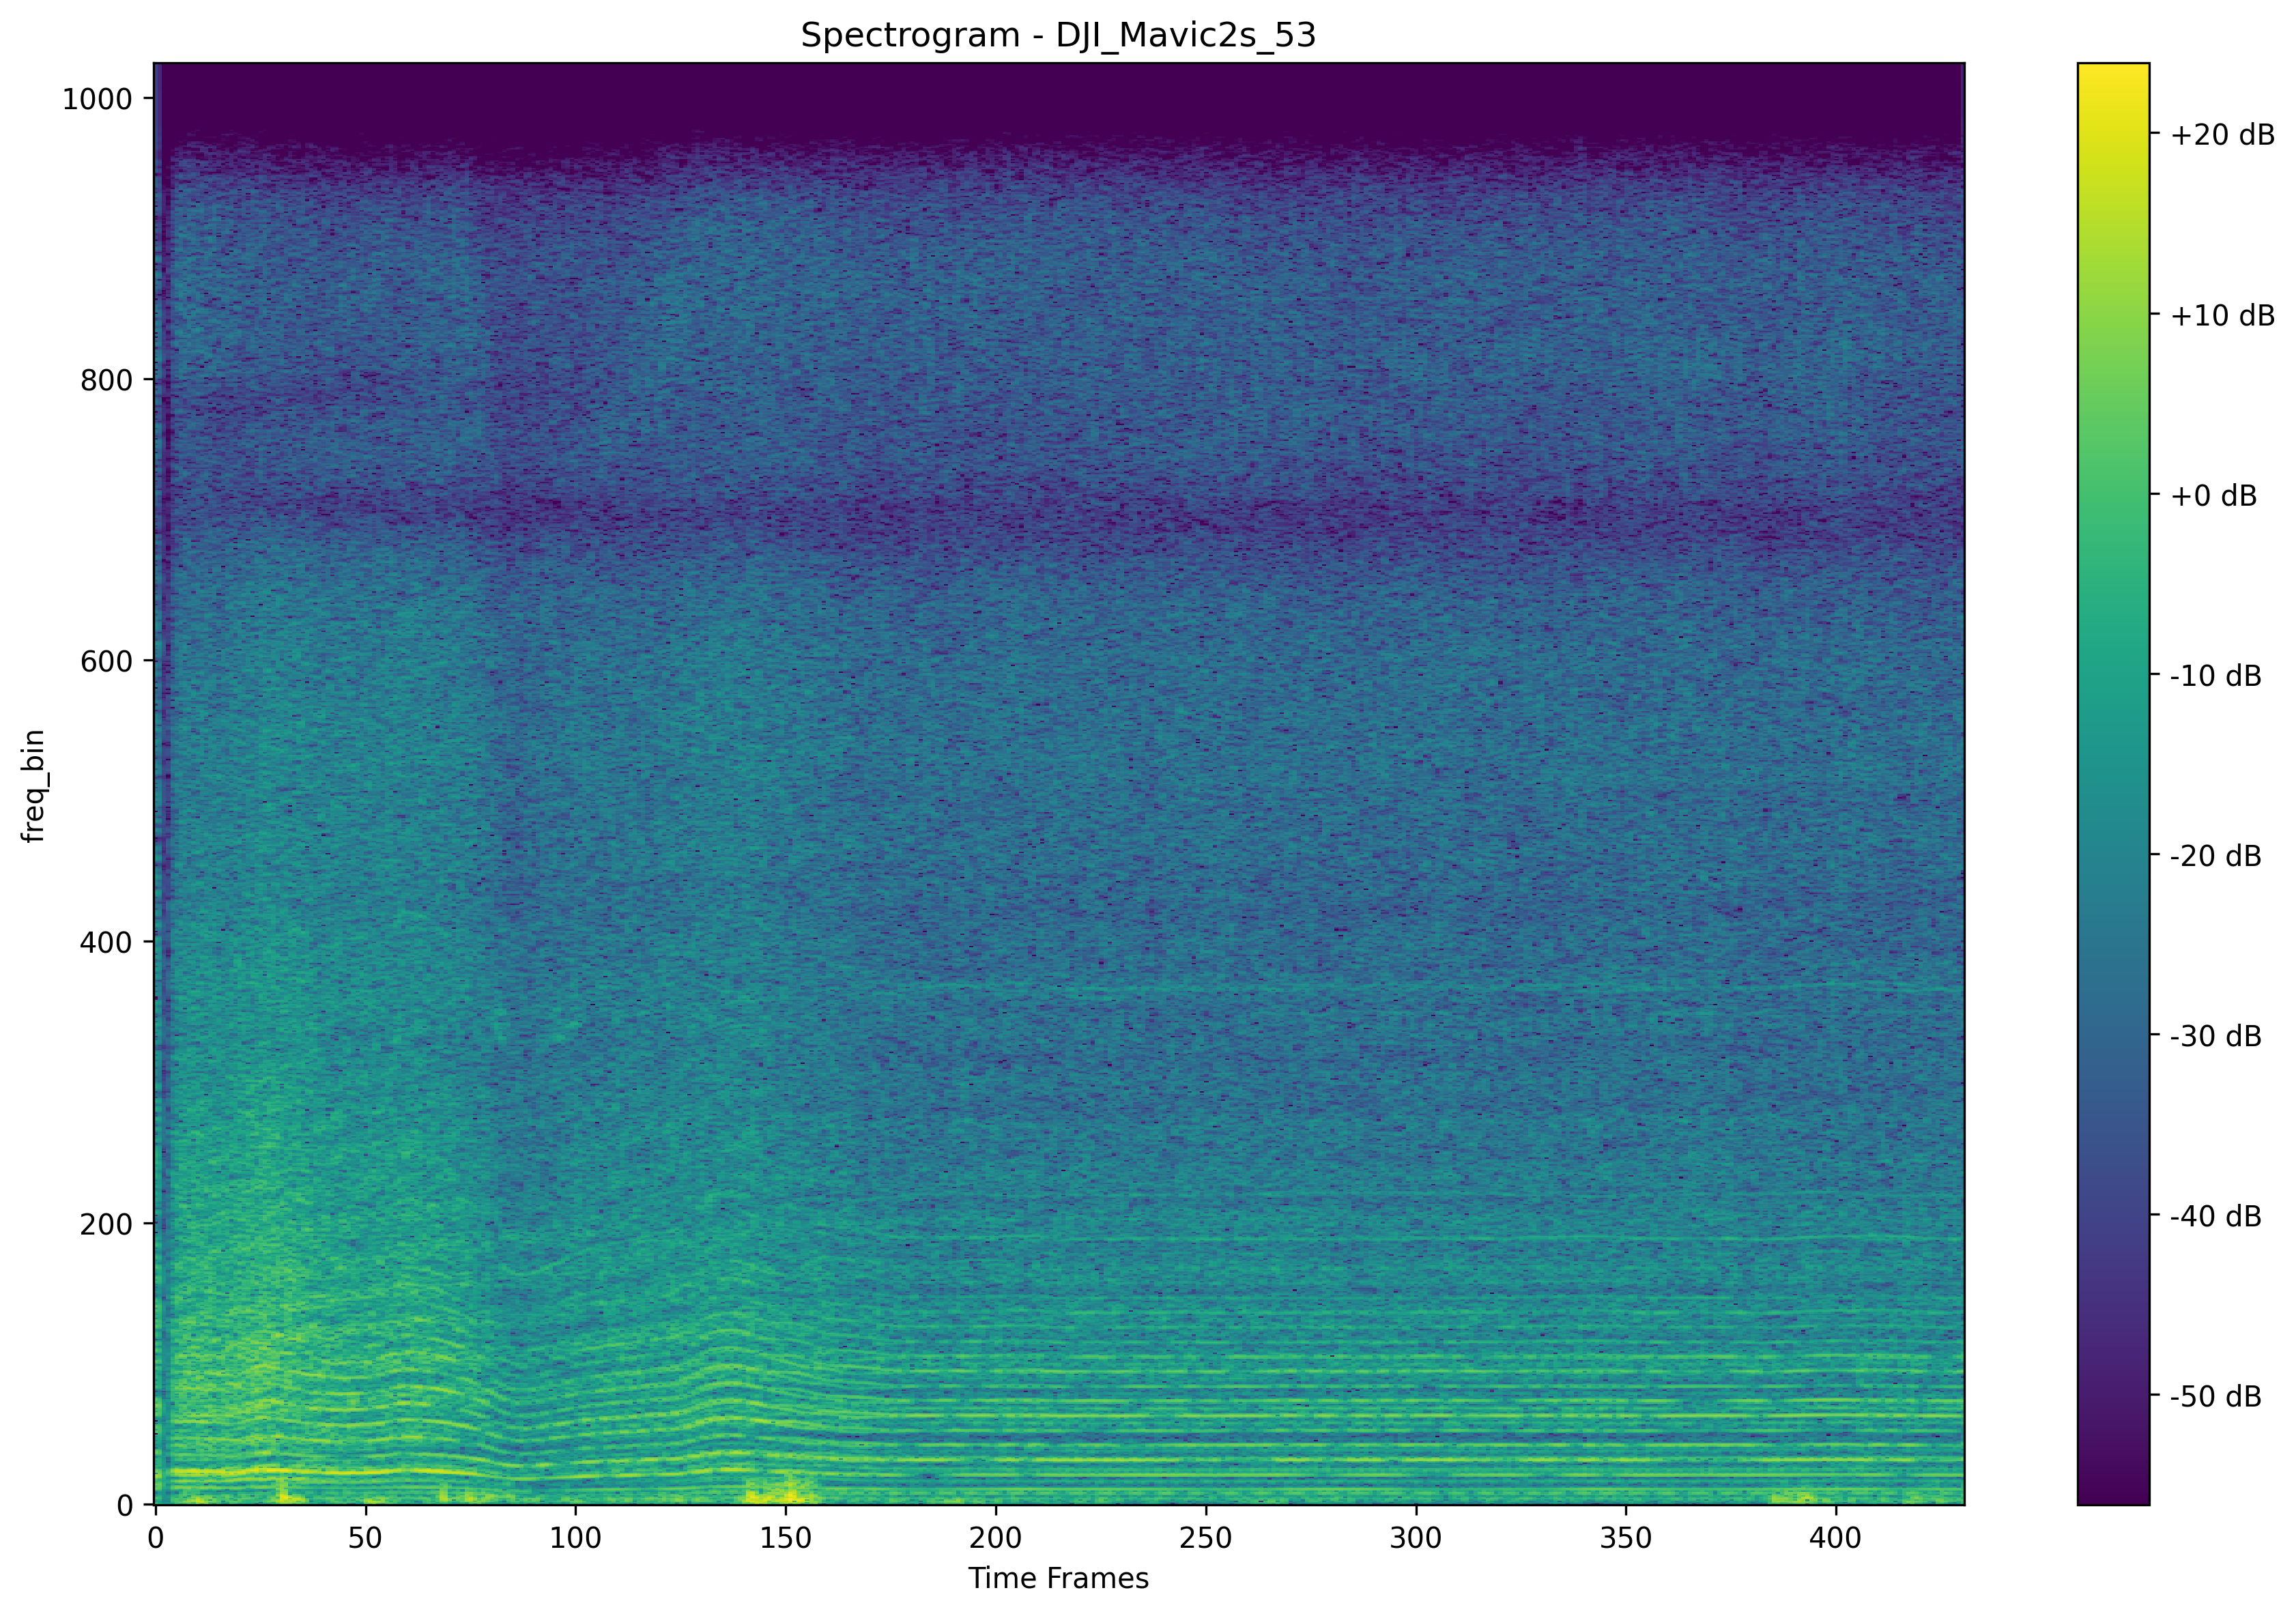 Spectrogram - DJI_Mavic2s_53
1000
800
600
400
200
0
freq_bin
0 50 100 150 200 250 300 350 400
Time Frames
+20 dB
+10 dB
+0 dB
-10 dB
-20 dB
-30 dB
-40 dB
-50 dB